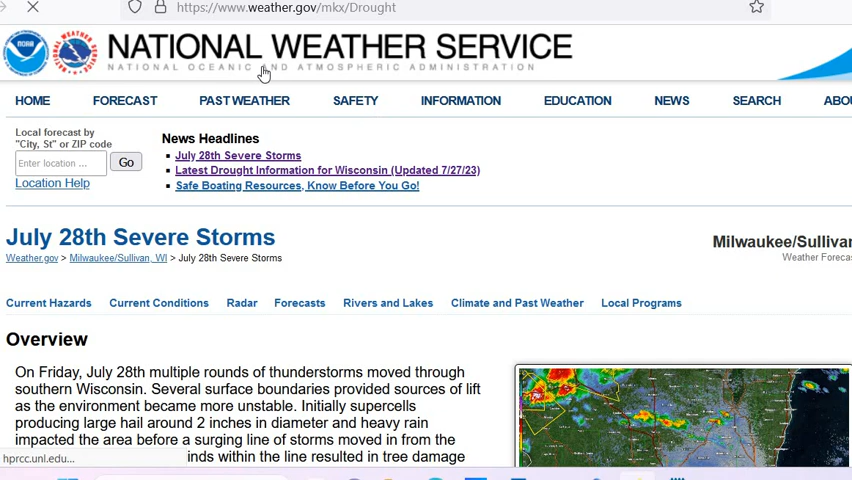 https://www.weather.gov/mkx/Drought
NATIONAL WEATHER SERVICE
NATIONAL OCEANIC AND ATMOSPHERIC ADMINISTRATION
HOME FORECAST PAST WEATHER SAFETY INFORMATION EDUCATION NEWS SEARCH ABOU
Local forecast by
"City, St" or ZIP code
Enter location ...
Go
Location Help
News Headlines
July 28th Severe Storms
Latest Drought Information for Wisconsin (Updated 7/27/23)
Safe Boating Resources, Know Before You Go!
July 28th Severe Storms
Weather.gov > Milwaukee/Sullivan, WI > July 28th Severe Storms
Milwaukee/Sullivan
Weather Forecas
Current Hazards Current Conditions Radar Forecasts Rivers and Lakes Climate and Past Weather Local Programs
Overview
On Friday, July 28th multiple rounds of thunderstorms moved through
southern Wisconsin. Several surface boundaries provided sources of lift
as the environment became more unstable. Initially supercells
producing large hail around 2 inches in diameter and heavy rain
impacted the area before a surging line of storms moved in from the
inds within the line resulted in tree damage
hprcc.unl.edu...